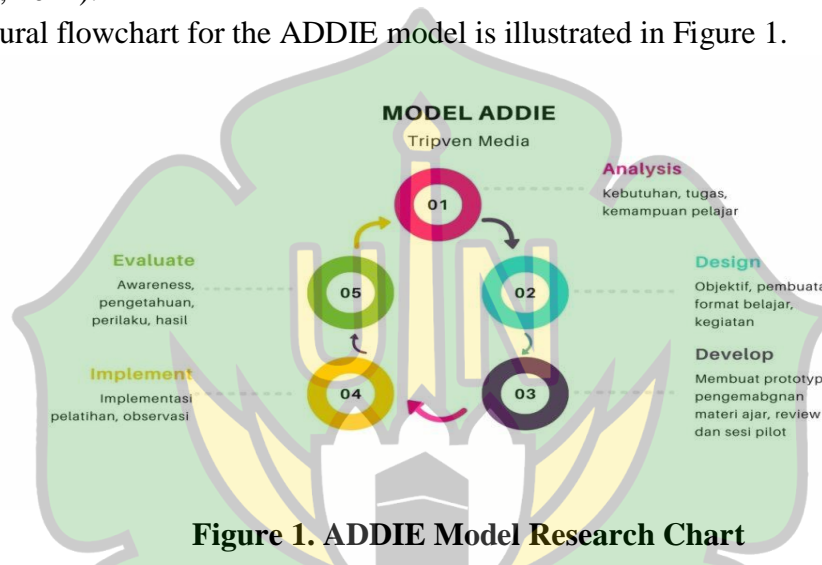 ural flowchart for the ADDIE model is illustrated in Figure 1.
MODEL ADDIE
Tripven Media
01
Analysis
Kebutuhan, tugas,
kemampuan pelajar
02
Design
Objektif, pembuata
format belajar,
kegiatan
03
Develop
Membuat prototyp
pengemabgnan
materi ajar, review
dan sesi pilot
04
Implement
Implementasi
pelatihan, observasi
05
Evaluate
Awareness,
pengetahuan,
perilaku, hasil
UIN
Figure 1. ADDIE Model Research Chart